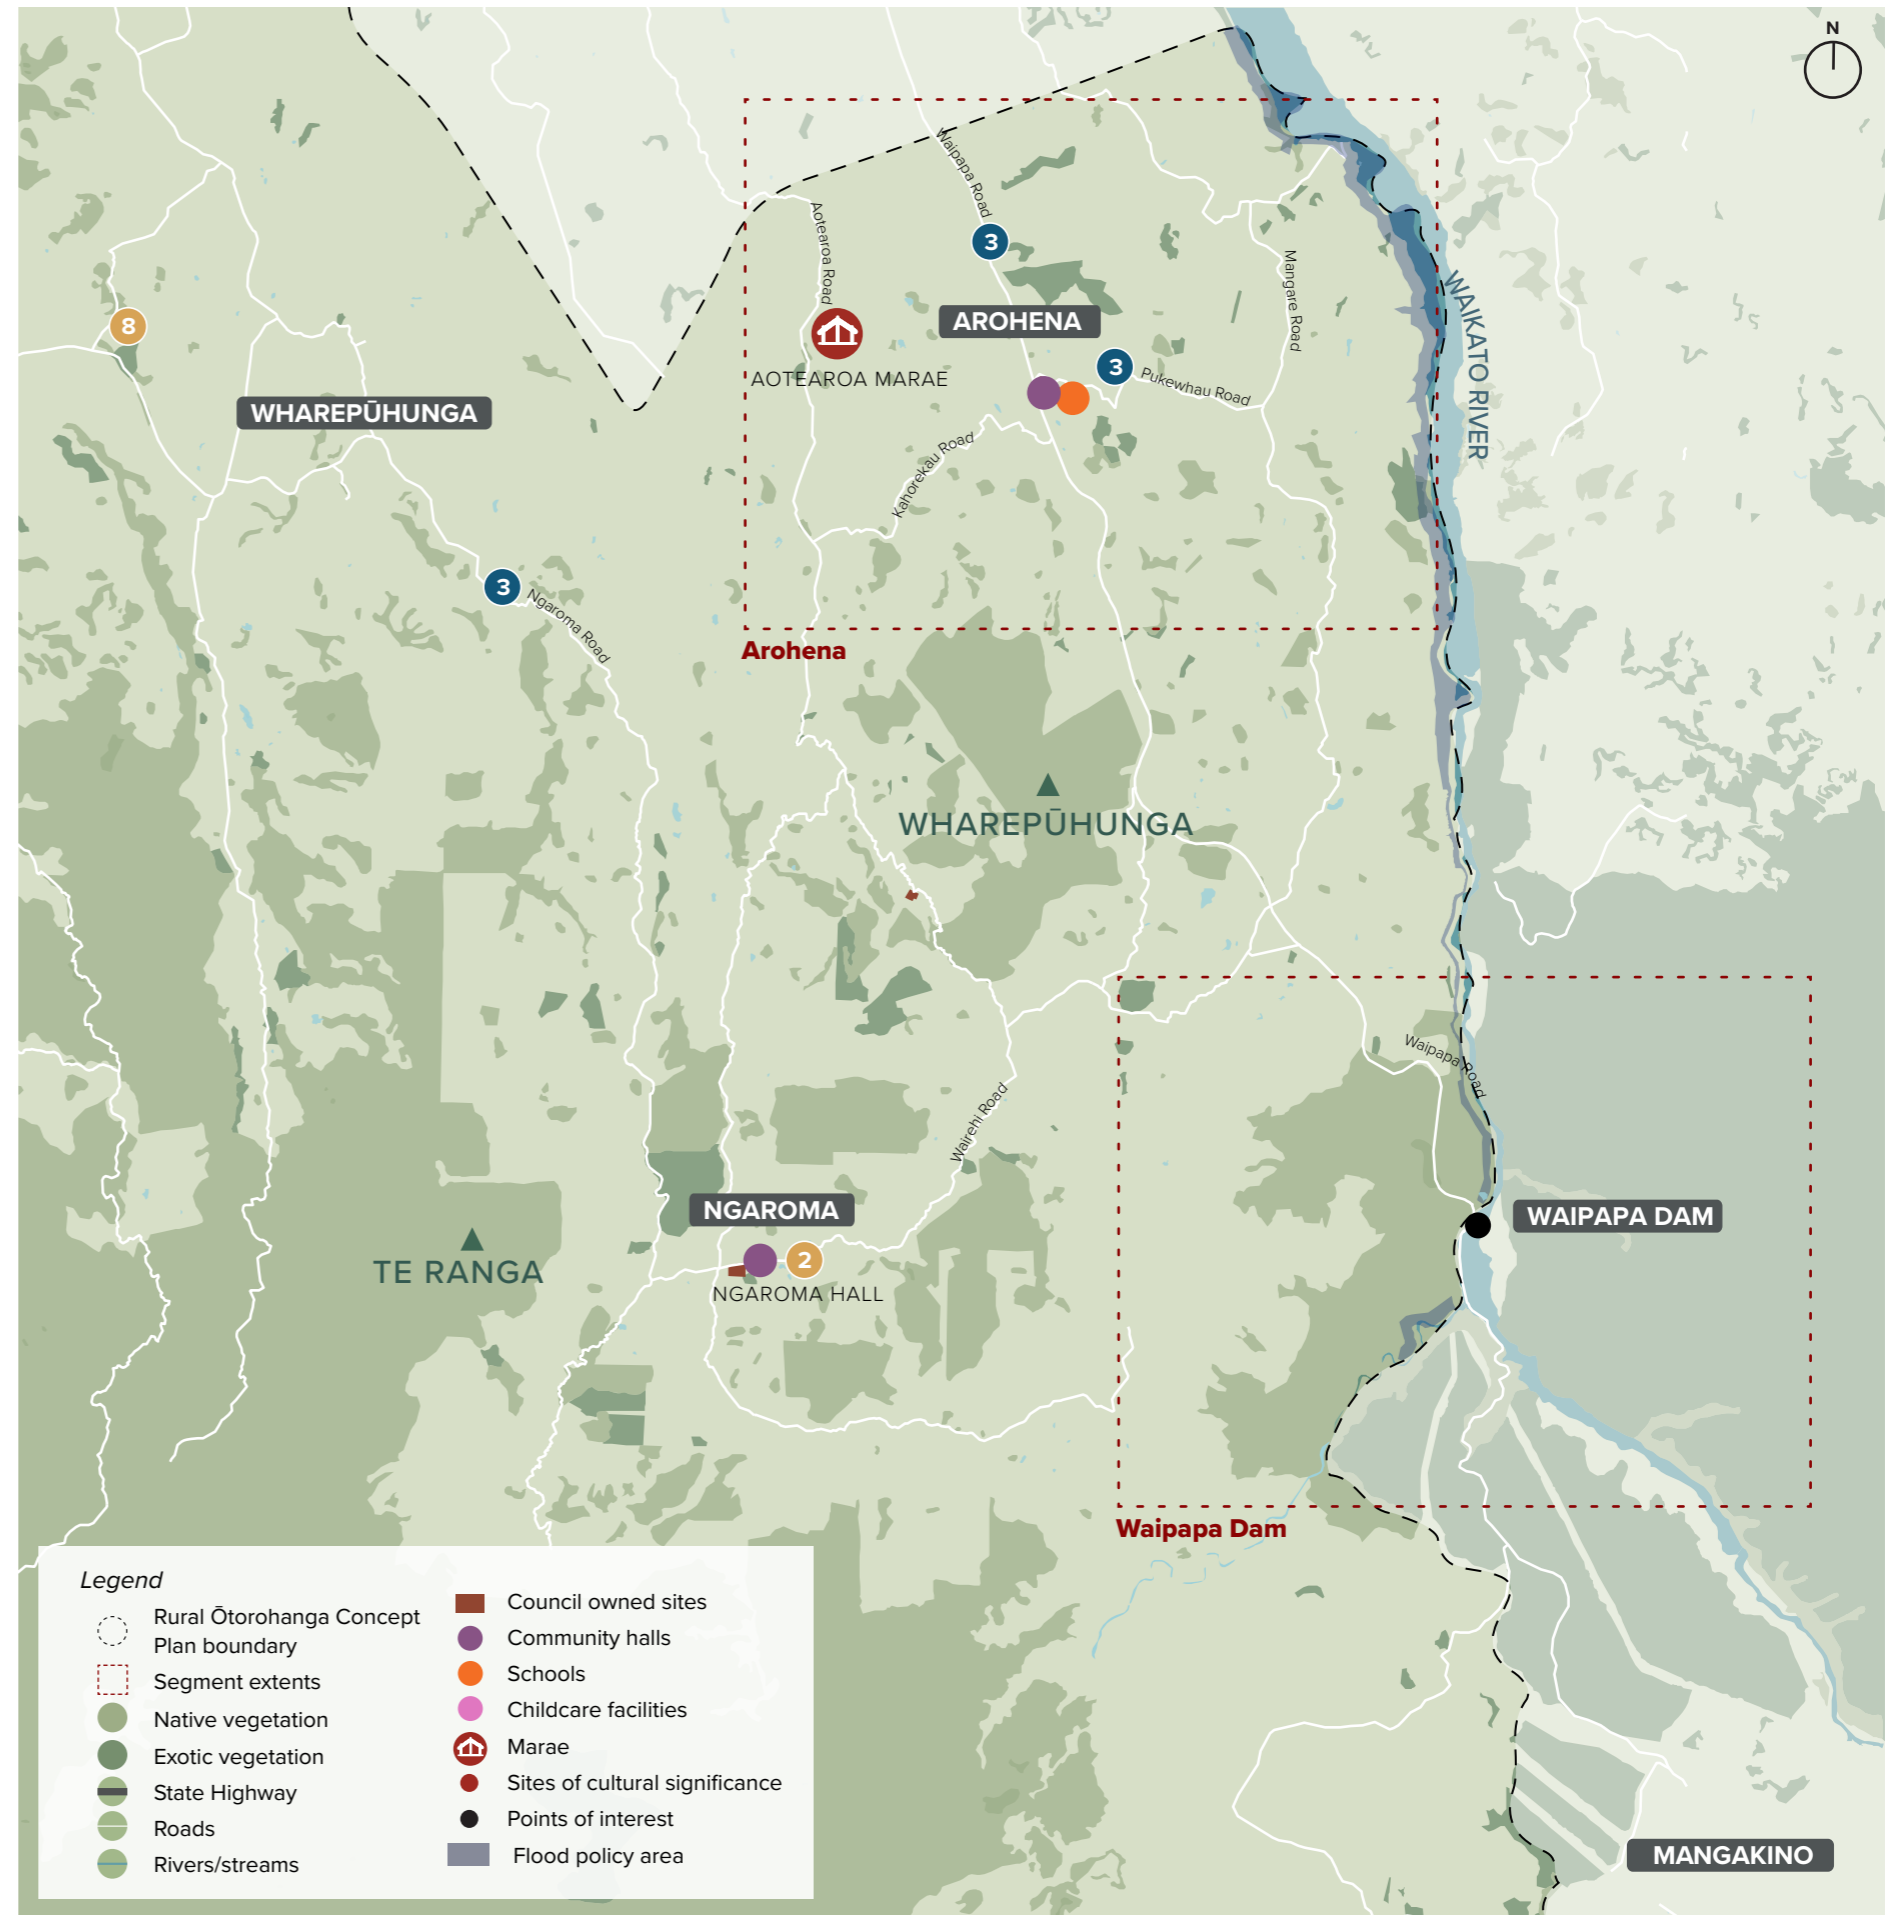 N
Waipapa Road
Aotearoa Road
3
Mangare Road
WAIKATO RIVER
8
AROHENA
AOTEAROA MARAE
3
Pukewhau Road
WHAREPŪHUNGA
Kahorekau Road
3
Ngaroma Road
Arohena
WHAREPŪHUNGA
Waipapa Road
Wairehi Road
NGAROMA
WAIPAPA DAM
TE RANGA
2
NGAROMA HALL
Waipapa Dam
Legend
Rural Ōtorohanga Concept
Plan boundary
Segment extents
Native vegetation
Exotic vegetation
State Highway
Roads
Rivers/streams
Council owned sites
Community halls
Schools
Childcare facilities
Marae
Sites of cultural significance
Points of interest
Flood policy area
MANGAKINO